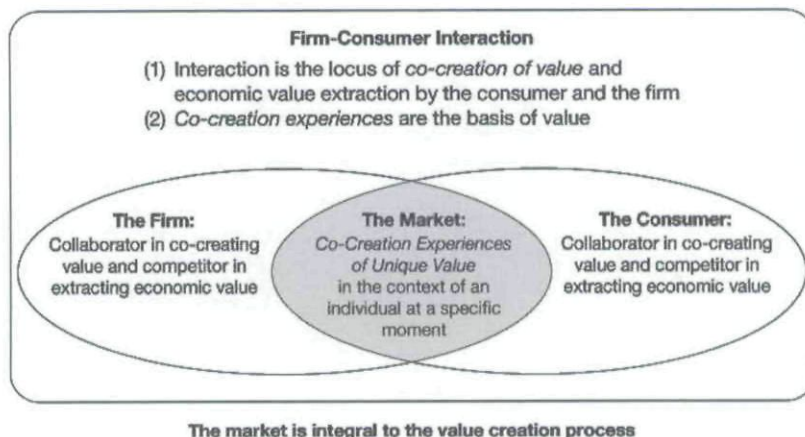 Firm-Consumer Interaction
(1) Interaction is the locus of co-creation of value and
economic value extraction by the consumer and the firm
(2) Co-creation experiences are the basis of value
The Firm:
Collaborator in co-creating
value and competitor in
extracting economic value
The Market:
Co-Creation Experiences
of Unique Value
in the context of an
individual at a specific
moment
The Consumer:
Collaborator in co-creating
value and competitor in
extracting economic value
The market is integral to the value creation process